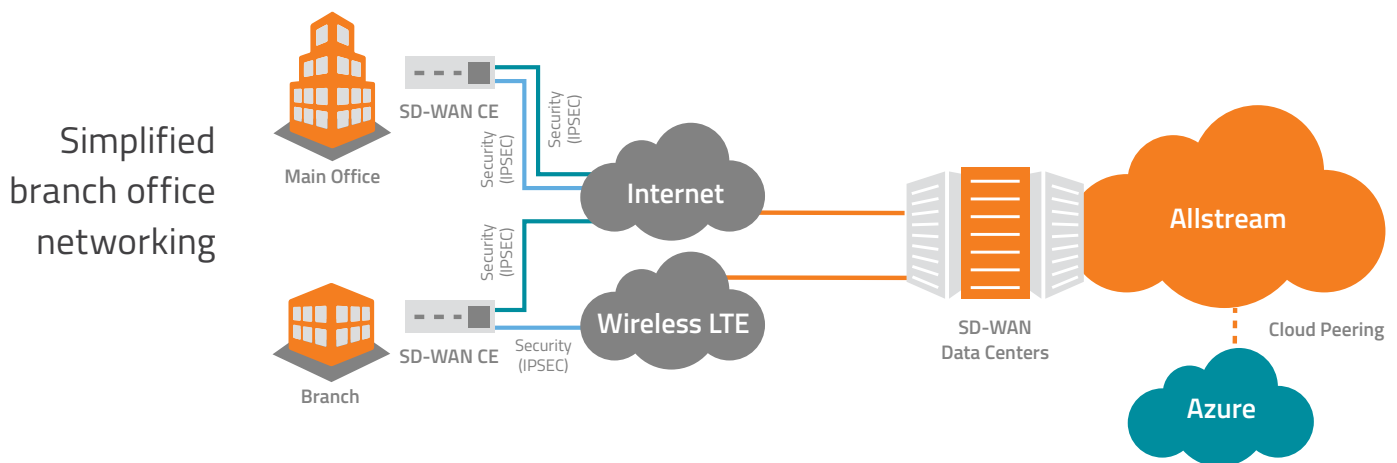 Simplified
branch office
networking
Main Office
SD-WAN CE
Security
(IPSEC)
Security
(IPSEC)
Internet
Security
(IPSEC)
Branch
SD-WAN CE
Security
(IPSEC)
Wireless LTE
SD-WAN
Data Centers
Allstream
Cloud Peering
Azure